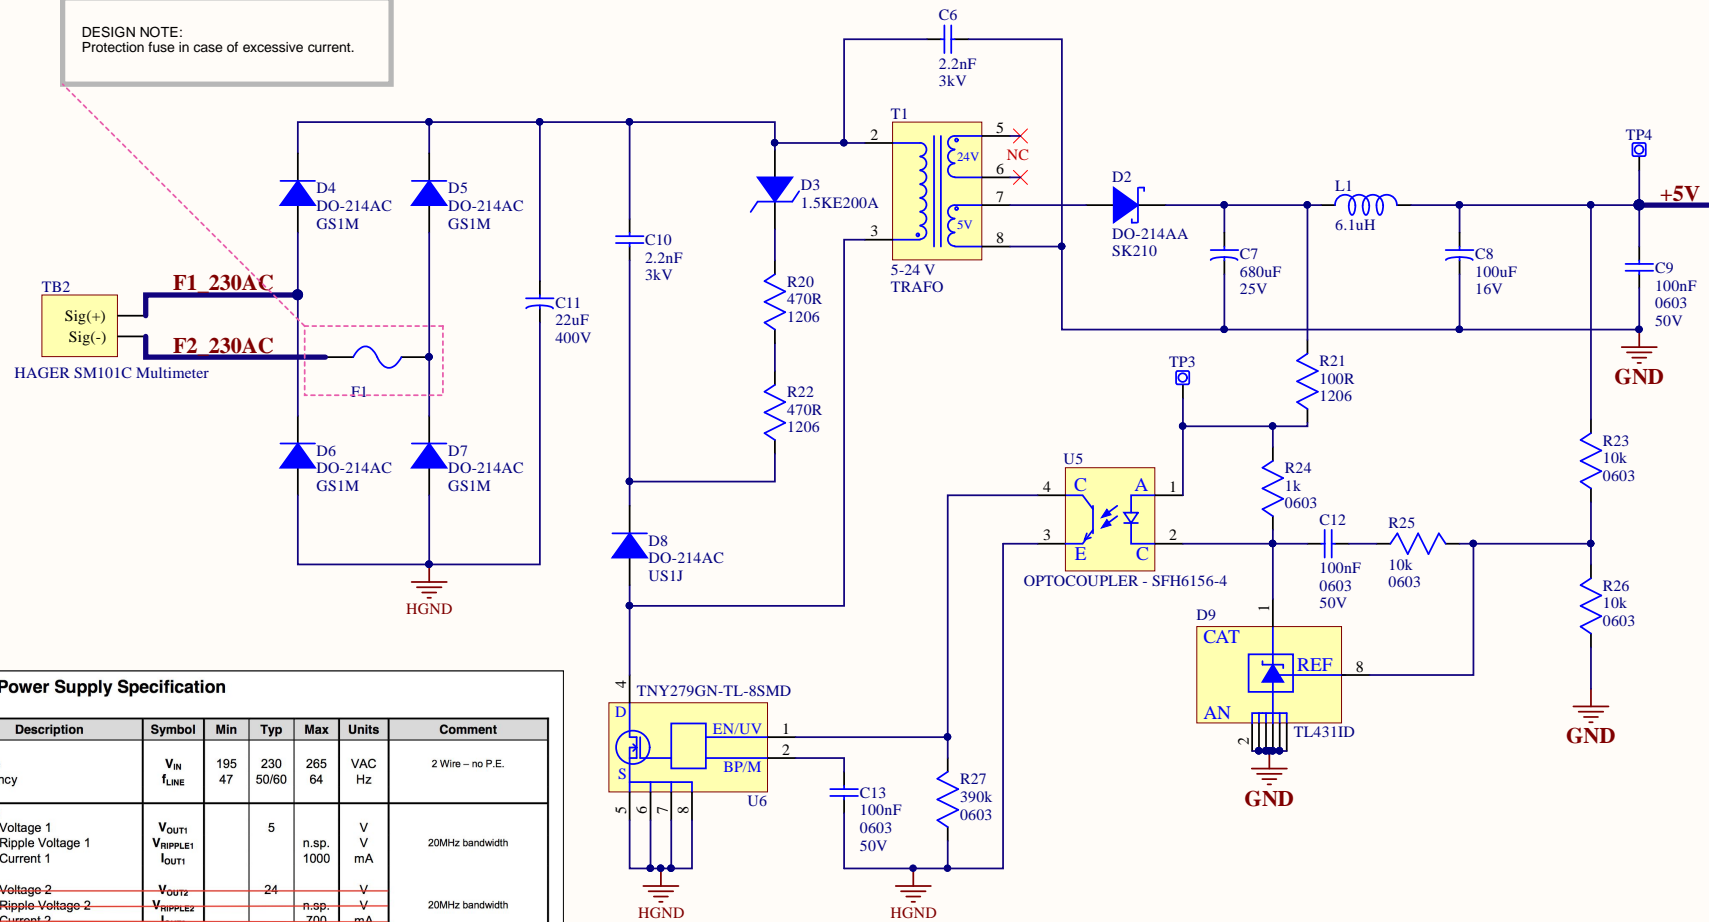 DESIGN NOTE:
Protection fuse in case of excessive current.
C6
2.2nF
3kV
T1
2
3
5
6
7
8
24V
5V
NC
5-24 V
TRAFO
D4
DO-214AC
GS1M
D5
DO-214AC
GS1M
D3
1.5KE200A
C10
2.2nF
3kV
R20
470R
1206
R22
470R
1206
C11
22uF
400V
TB2
Sig(+)
Sig(-)
HAGER SM101C Multimeter
F1_230AC
F2_230AC
F1
D6
DO-214AC
GS1M
D7
DO-214AC
GS1M
HGND
D8
DO-214AC
US1J
D2
DO-214AA
SK210
C7
680uF
25V
L1
6.1uH
C8
100uF
16V
TP4
+5V
C9
100nF
0603
50V
GND
TP3
R21
100R
1206
R23
10k
0603
R24
1k
0603
U5
C
A
E
C
4
3
1
2
OPTOCOUPLER - SFH6156-4
C12
100nF
0603
50V
R25
10k
0603
R26
10k
0603
GND
D9
1
CAT
REF
8
AN
2
TL431ID
GND
TNY279GN-TL-8SMD
4
D
S
EN/UV
1
BP/M
2
U6
5
6
7
8
HGND
C13
100nF
0603
50V
R27
390k
0603
HGND
Power Supply Specification
Description Symbol Min Typ Max Units Comment
VIN 195 230 265 VAC 2 Wire – no P.E.
ncy fLINE 47 50/60 64 Hz
Voltage 1 VOUT1 5 V
Ripple Voltage 1 VRIPPLE1 n.sp. V 20MHz bandwidth
Current 1 IOUT1 1000 mA
Voltage 2 VOUT2 24 V
Ripple Voltage 2 VRIPPLE2 n.sp. V 20MHz bandwidth
Current 2 700 mA